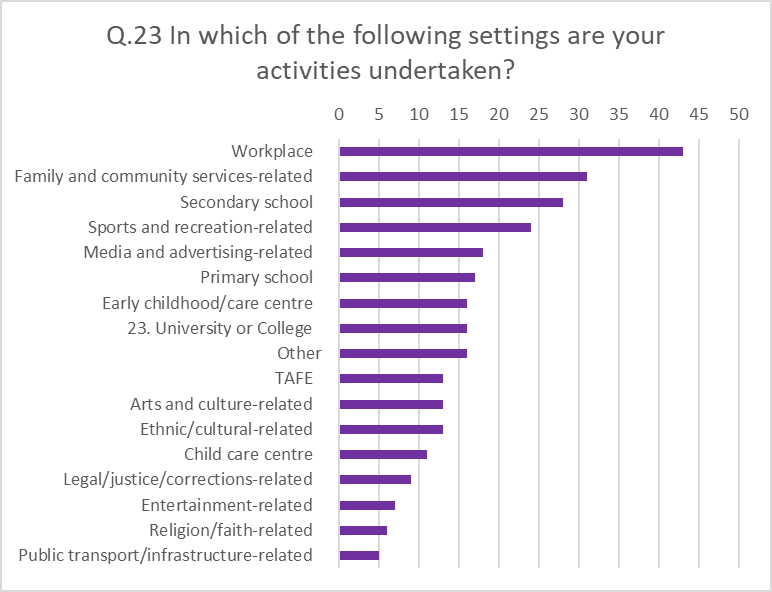 Q.23 In which of the following settings are your
activities undertaken?
0 5 10 15 20 25 30 35 40 45 50
Workplace
Family and community services-related
Secondary school
Sports and recreation-related
Media and advertising-related
Primary school
Early childhood/care centre
23. University or College
Other
TAFE
Arts and culture-related
Ethnic/cultural-related
Child care centre
Legal/justice/corrections-related
Entertainment-related
Religion/faith-related
Public transport/infrastructure-related